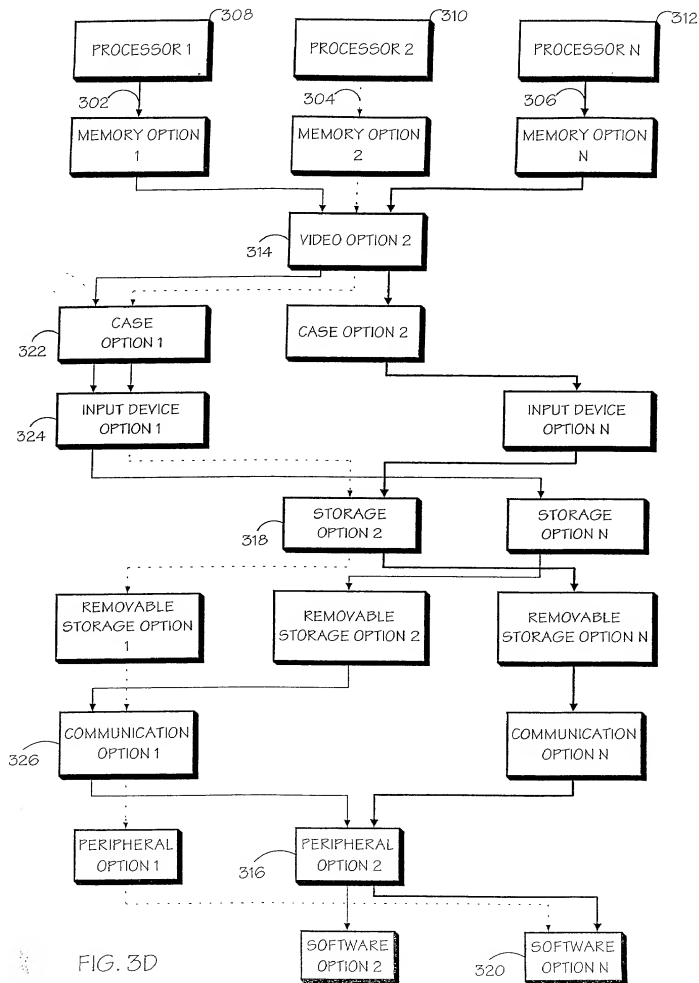 308
310
312
PROCESSOR 1
PROCESSOR 2
PROCESSOR N
302
304
306
MEMORY OPTION
1
MEMORY OPTION
2
MEMORY OPTION
N
314
VIDEO OPTION 2
322
CASE
OPTION 1
CASE OPTION 2
324
INPUT DEVICE
OPTION 1
INPUT DEVICE
OPTION N
318
STORAGE
OPTION 2
STORAGE
OPTION N
REMOVABLE
STORAGE OPTION
1
REMOVABLE
STORAGE OPTION 2
REMOVABLE
STORAGE OPTION N
326
COMMUNICATION
OPTION 1
COMMUNICATION
OPTION N
PERIPHERAL
OPTION 1
316
PERIPHERAL
OPTION 2
SOFTWARE
OPTION 2
320
SOFTWARE
OPTION N
FIG. 3D